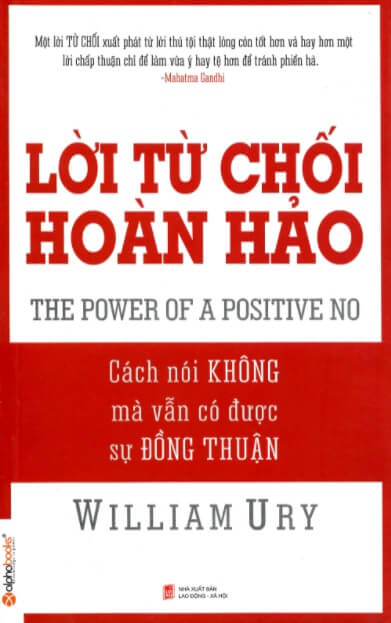 Một lời TỪ CHỐI xuất phát từ lời thú tội thật lòng còn tốt hơn và hay hơn một
lời chấp thuận chỉ để làm vừa ý hay tệ hơn để tránh phiền hà.
-Mahatma Gandhi
LỜI TỪ CHỐI
HOÀN HẢO
THE POWER OF A POSITIVE NO
Cách nói KHÔNG
mà vẫn có được
sự ĐỒNG THUẬN
WILLIAM URY
alphabooks®
NHÀ XUẤT BẢN
LAO ĐỘNG - XÃ HỘI